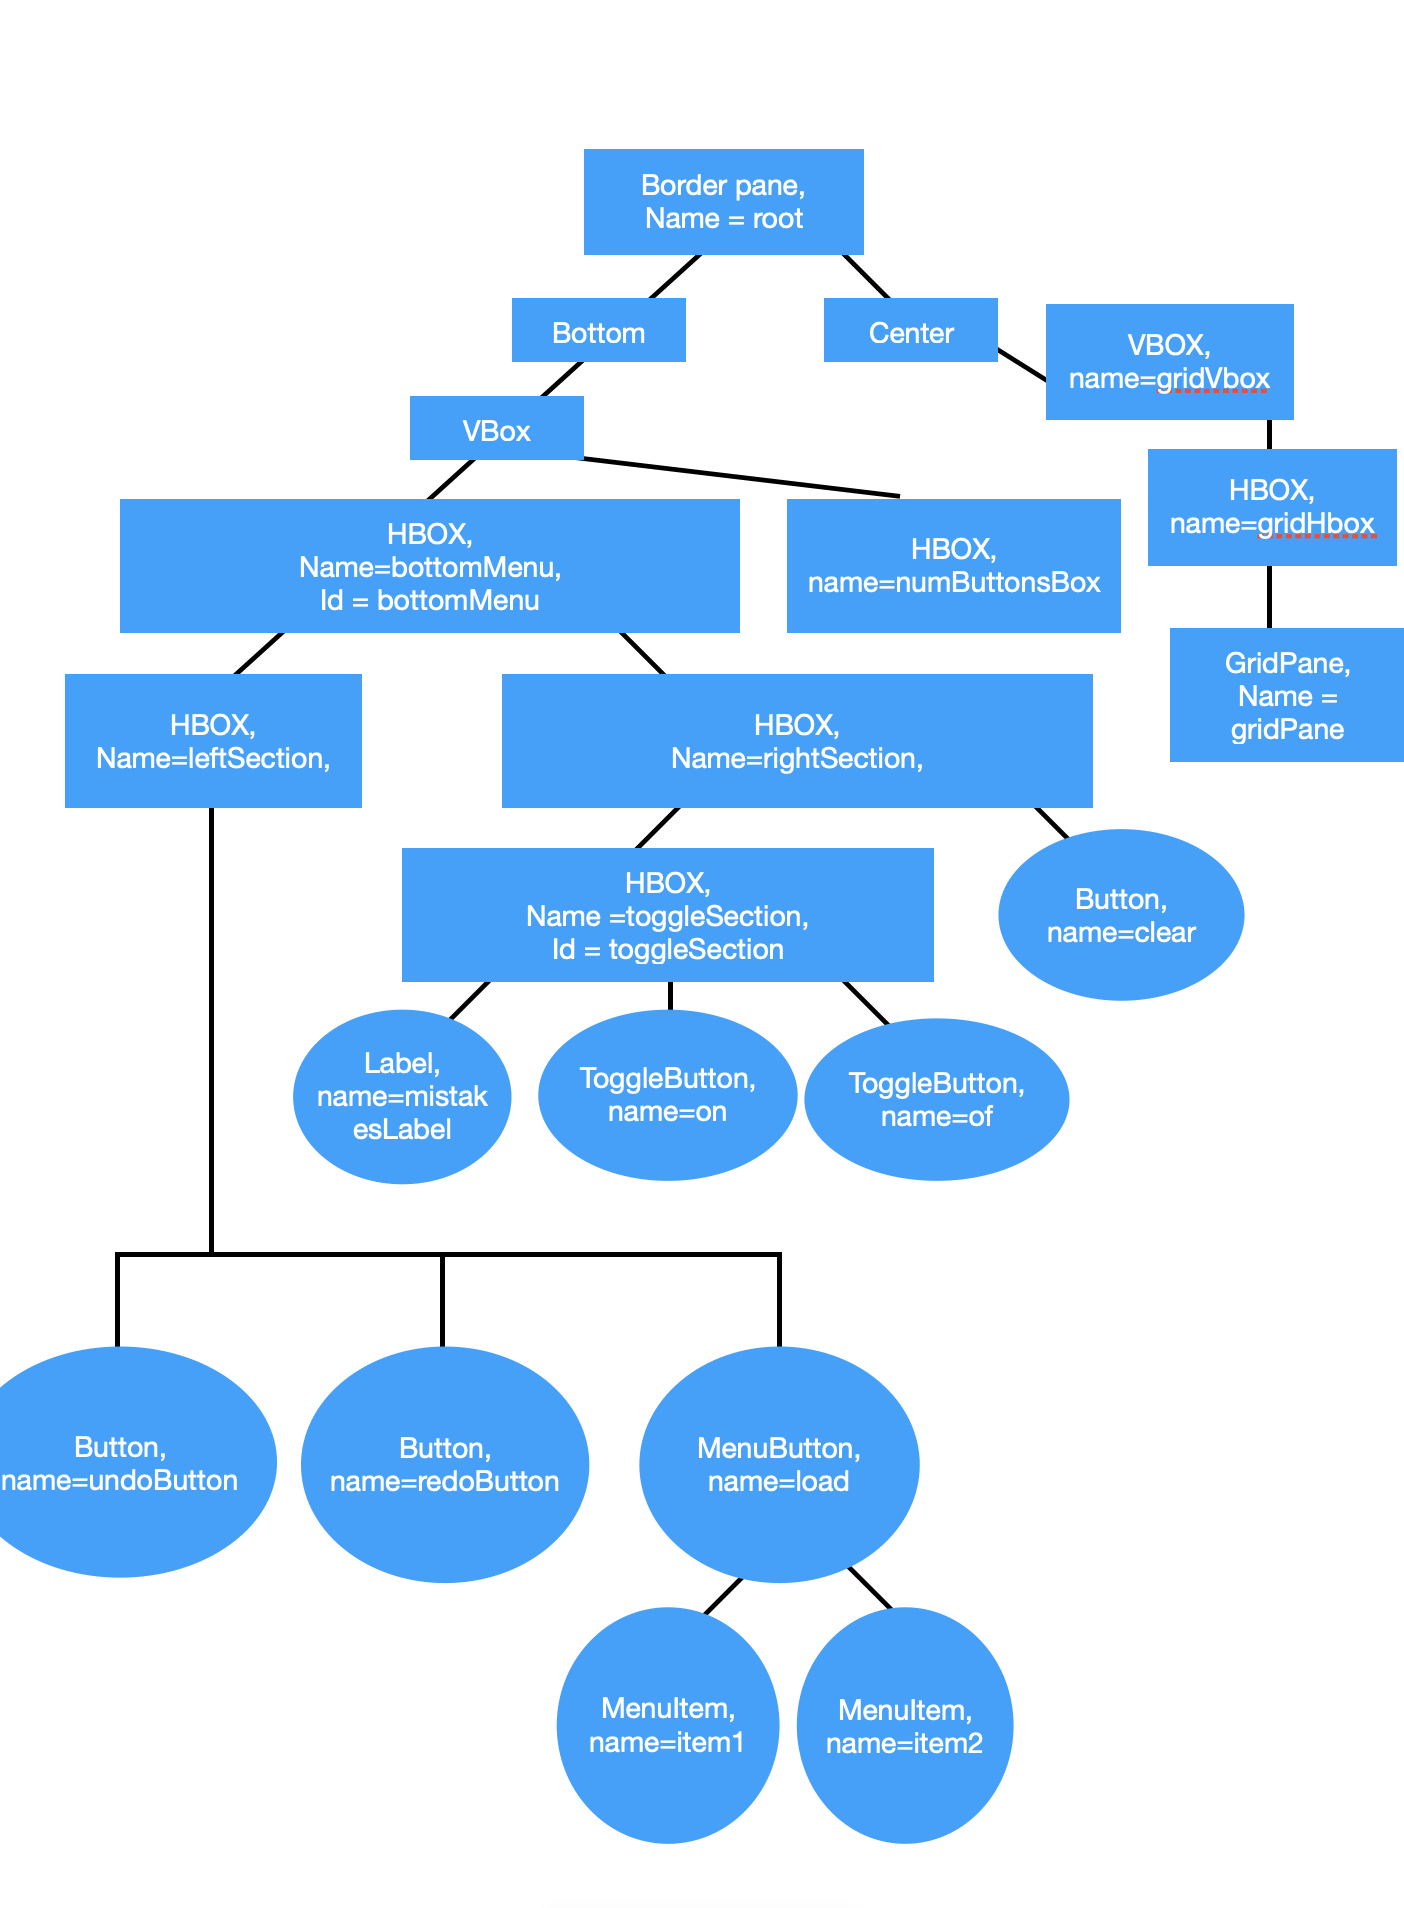 Border pane,
Name = root
Bottom
Center
VBOX,
name=gridVbox
VBox
HBOX,
name=gridHbox
HBOX,
Name=bottomMenu,
Id = bottomMenu
HBOX,
name=numButtonsBox
GridPane,
Name =
gridPane
HBOX,
Name=leftSection,
HBOX,
Name=rightSection,
HBOX,
Name =toggleSection,
Id = toggleSection
Button,
name=clear
Label,
name=mistak
esLabel
ToggleButton,
name=on
ToggleButton,
name=of
Button,
name=undoButton
Button,
name=redoButton
MenuButton,
name=load
MenuItem,
name=item1
MenuItem,
name=item2